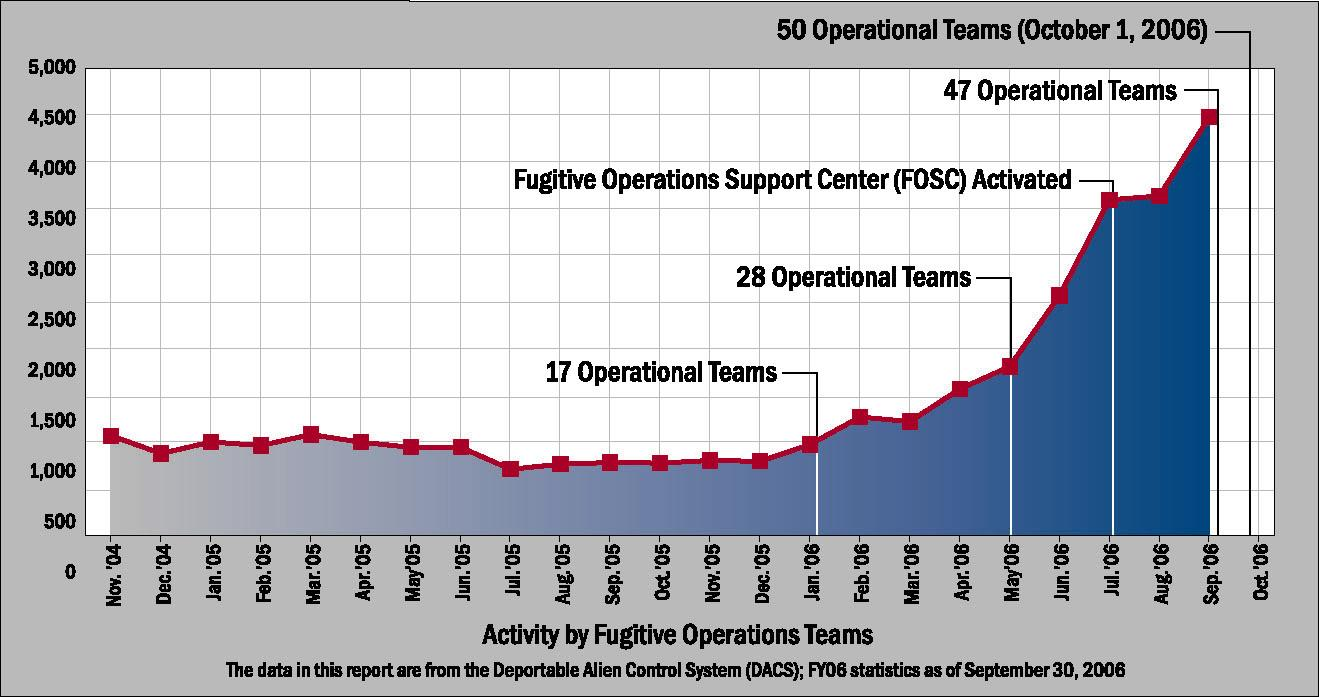 50 Operational Teams (October 1, 2006)
5,000
47 Operational Teams
4,500
4,000
Fugitive Operations Support Center (FOSC) Activated
3,500
3,000
28 Operational Teams
2,500
2,000
17 Operational Teams
1,500
1,000
500
0
Nov. '04
Dec. '04
Jan. '05
Feb. '05
Mar. '05
Apr. '05
May '05
Jun. '05
Jul. '05
Aug. '05
Sep. '05
Oct. '05
Nov. '05
Dec. '05
Jan. '06
Feb. '06
Mar. '06
Apr. '06
May '06
Jun. '06
Jul. '06
Aug. '06
Sep. '06
Oct. '06
Activity by Fugitive Operations Teams
The data in this report are from the Deportable Alien Control System (DACS); FY06 statistics as of September 30, 2006